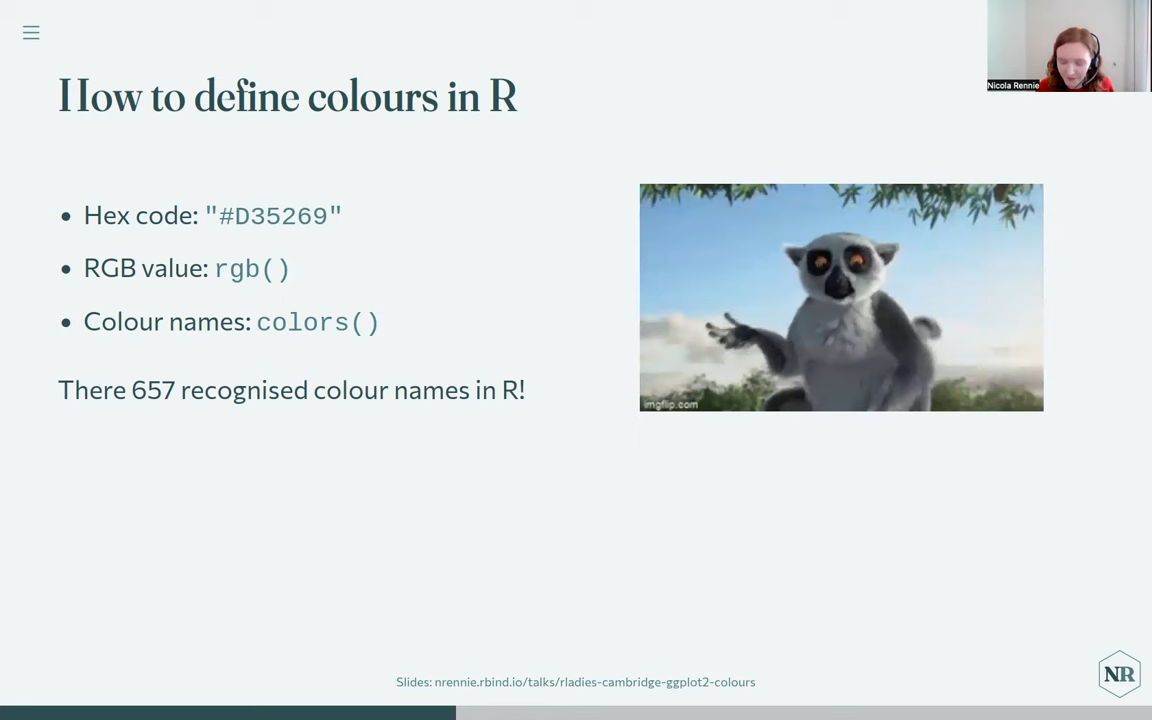 Nicola Rennie
How to define colours in R
• Hex code: "#D35269"
• RGB value: rgb()
• Colour names: colors()
There 657 recognised colour names in R!
imgflip.com
Slides: nrennie.rbind.io/talks/rladies-cambridge-ggplot2-colours
NR